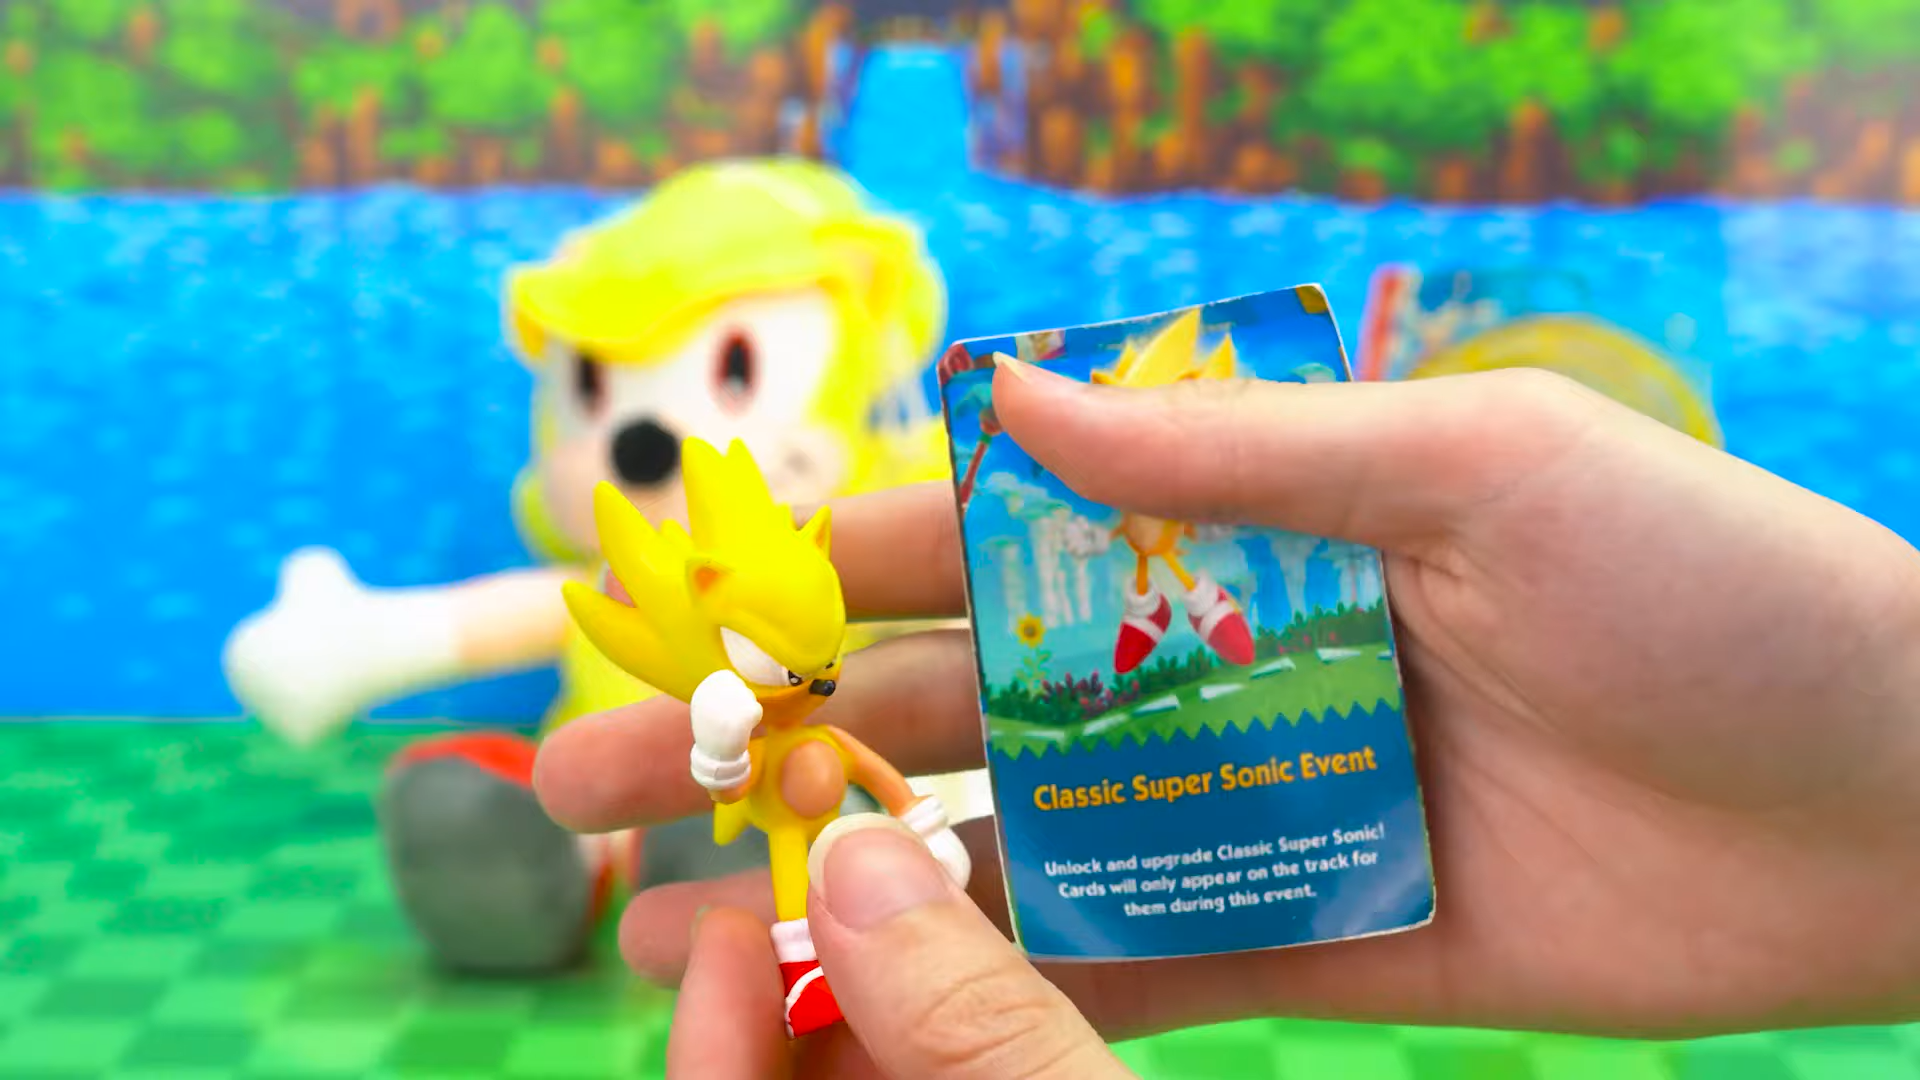 Classic Super Sonic Event
Unlock and upgrade Classic Super Sonic!
Cards will only appear on the track for
them during this event.